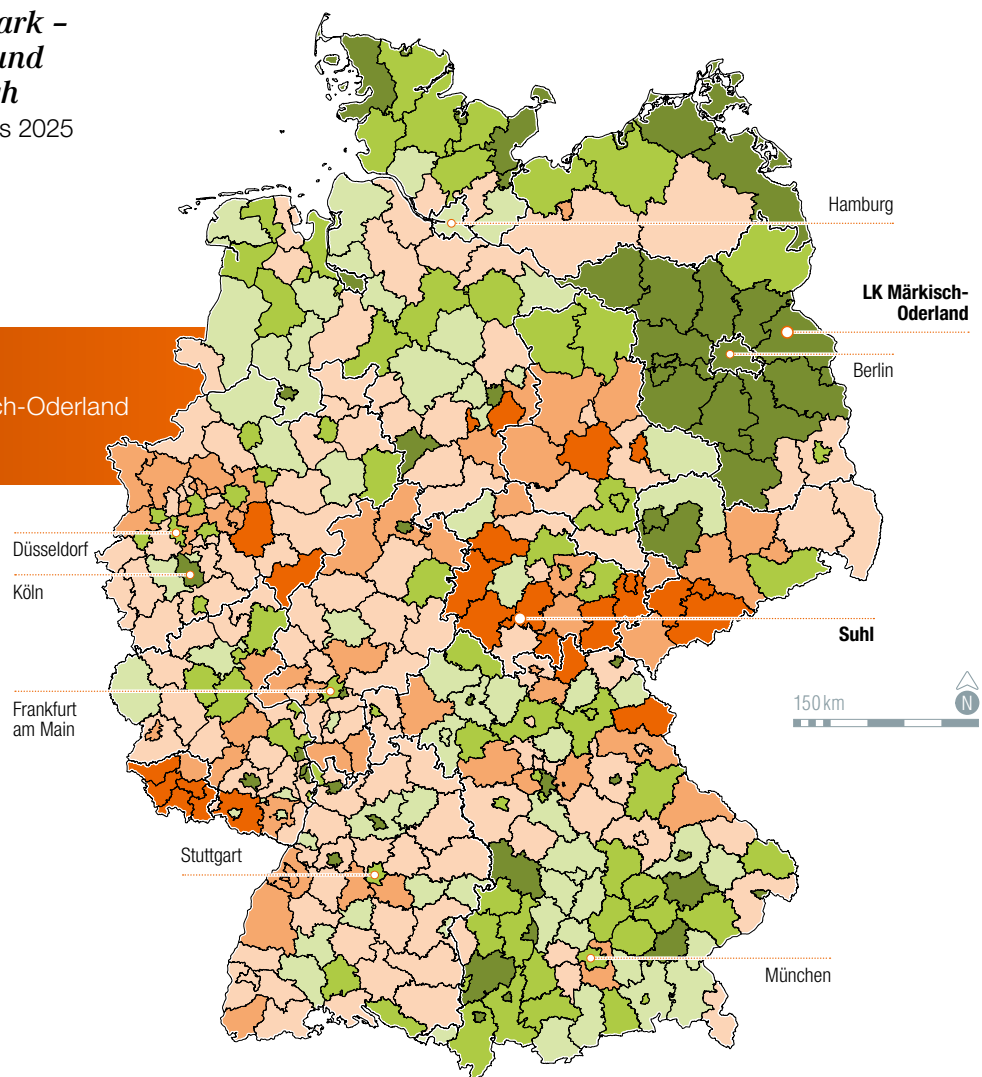 ark –
und
h
s 2025
ch-Oderland
Hamburg
LK Märkisch-
Oderland
Berlin
Düsseldorf
Köln
Suhl
Frankfurt
am Main
150 km
N
Stuttgart
München